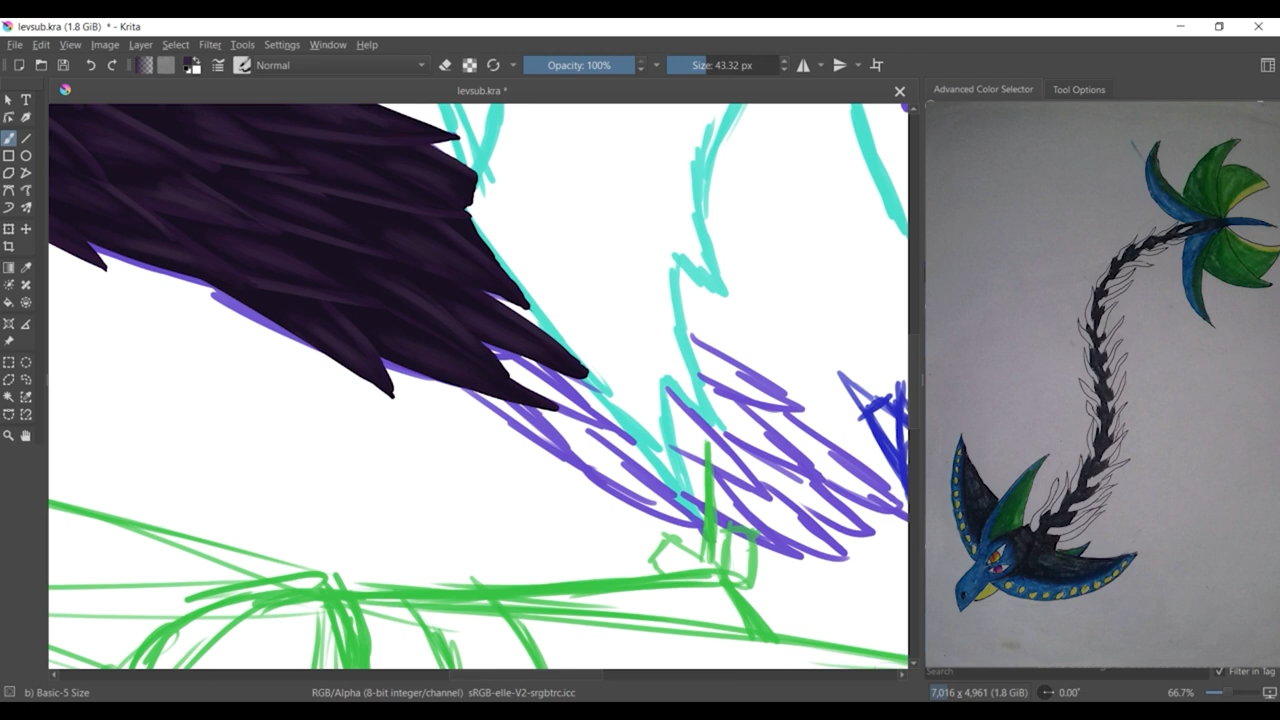 levsub.kra (1.8 GiB) * - Krita
File Edit View Image Layer Select Filter Tools Settings Window Help
Normal Opacity: 100% Size: 43.32 px
levsub.kra *
Advanced Color Selector Tool Options
Search Filter in Tag
b) Basic-5 Size RGB/Alpha (8-bit integer/channel) sRGB-elle-V2-srgbtrc.icc 7,016 x 4,961 (1.8 GiB) 0.00° 66.7%